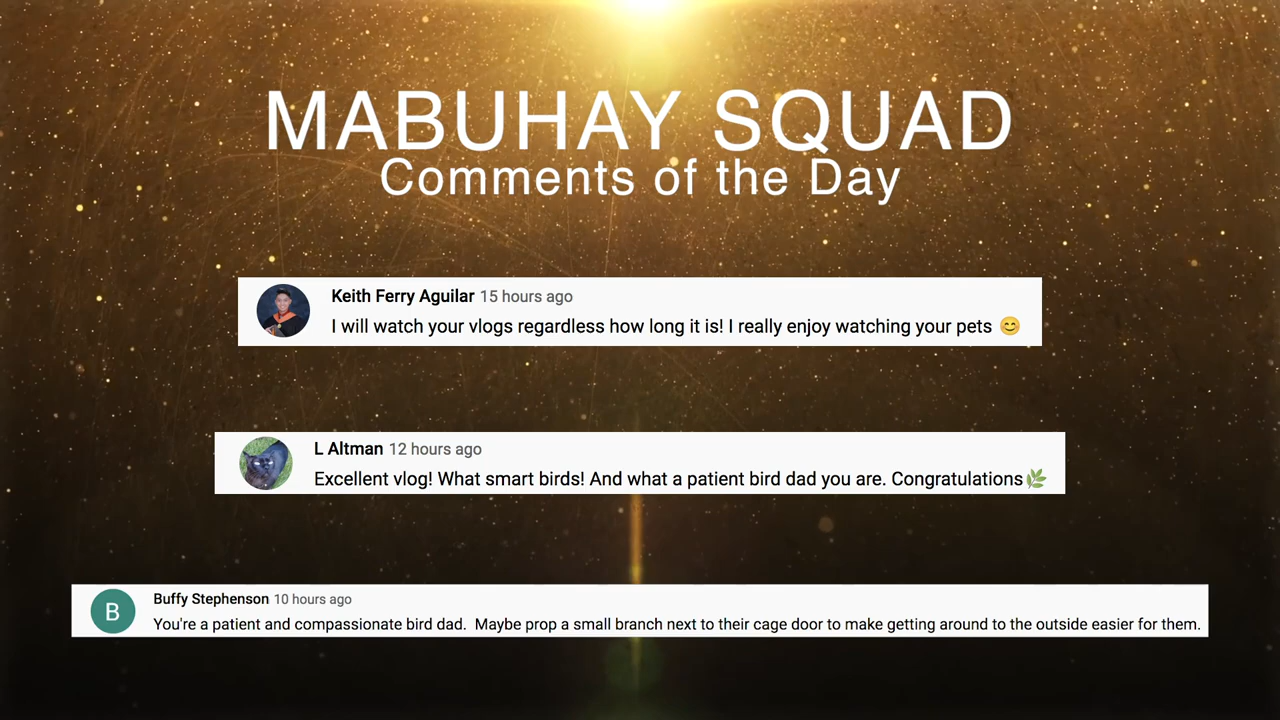 MABUHAY SQUAD
Comments of the Day
Keith Ferry Aguilar 15 hours ago
I will watch your vlogs regardless how long it is! I really enjoy watching your pets 😊
L Altman 12 hours ago
Excellent vlog! What smart birds! And what a patient bird dad you are. Congratulations🌿
B
Buffy Stephenson 10 hours ago
You're a patient and compassionate bird dad.  Maybe prop a small branch next to their cage door to make getting around to the outside easier for them.